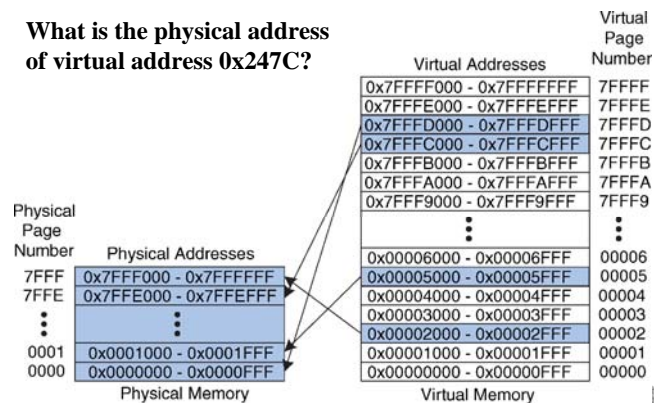 What is the physical address
of virtual address 0x247C?
Virtual
Page
Number
Virtual Addresses
0x7FFFF000 - 0x7FFFFFFF 7FFFF
0x7FFFE000 - 0x7FFFEFFF 7FFFE
0x7FFFD000 - 0x7FFFDFFF 7FFFD
0x7FFFC000 - 0x7FFFCFFF 7FFFC
0x7FFFB000 - 0x7FFFBFFF 7FFFB
0x7FFFA000 - 0x7FFFAFFF 7FFFA
0x7FFF9000 - 0x7FFF9FFF 7FFF9
0x00006000 - 0x00006FFF 00006
0x00005000 - 0x00005FFF 00005
0x00004000 - 0x00004FFF 00004
0x00003000 - 0x00003FFF 00003
0x00002000 - 0x00002FFF 00002
0x00001000 - 0x00001FFF 00001
0x00000000 - 0x00000FFF 00000
Virtual Memory
Physical
Page
Number
Physical Addresses
7FFF 0x7FFF000 - 0x7FFFFFF
7FFE 0x7FFE000 - 0x7FFEFFF
0001 0x0001000 - 0x0001FFF
0000 0x0000000 - 0x0000FFF
Physical Memory